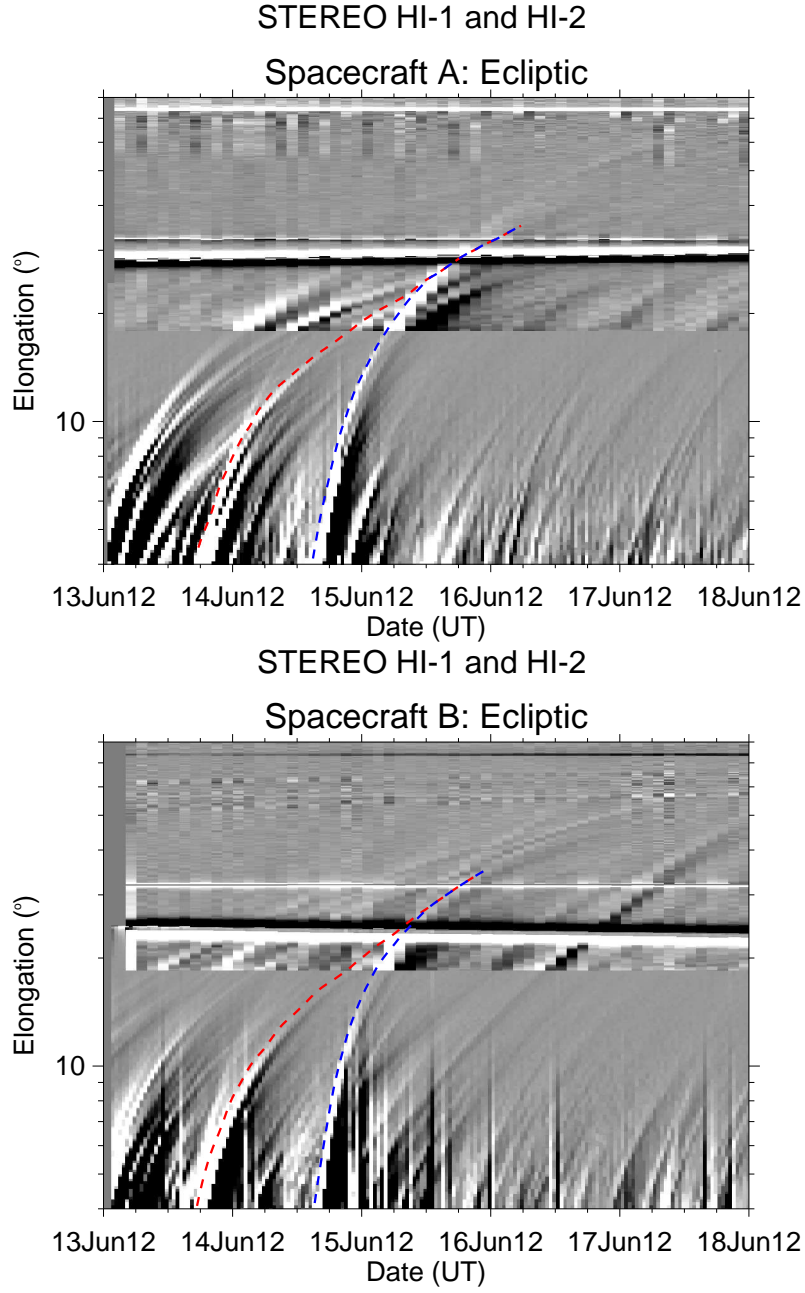 STEREO HI-1 and HI-2
Spacecraft A: Ecliptic
Elongation (°)
10
13Jun12 14Jun12 15Jun12 16Jun12 17Jun12 18Jun12
Date (UT)
STEREO HI-1 and HI-2
Spacecraft B: Ecliptic
Elongation (°)
10
13Jun12 14Jun12 15Jun12 16Jun12 17Jun12 18Jun12
Date (UT)